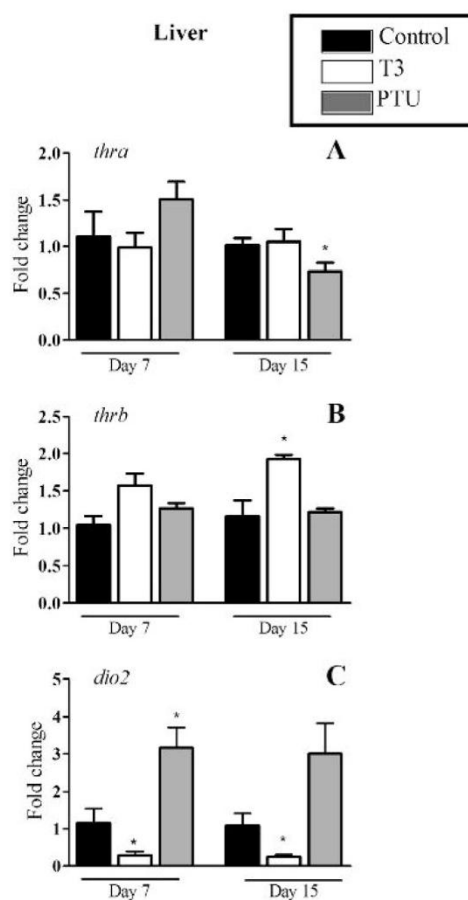 Liver
Control
T3
PTU
thra
A
Fold change
2.0
1.5
1.0
0.5
0.0
*
Day 7
Day 15
thrb
B
Fold change
2.5
2.0
1.5
1.0
0.5
0.0
*
Day 7
Day 15
dio2
C
Fold change
5
4
3
2
1
0
*
*
*
Day 7
Day 15